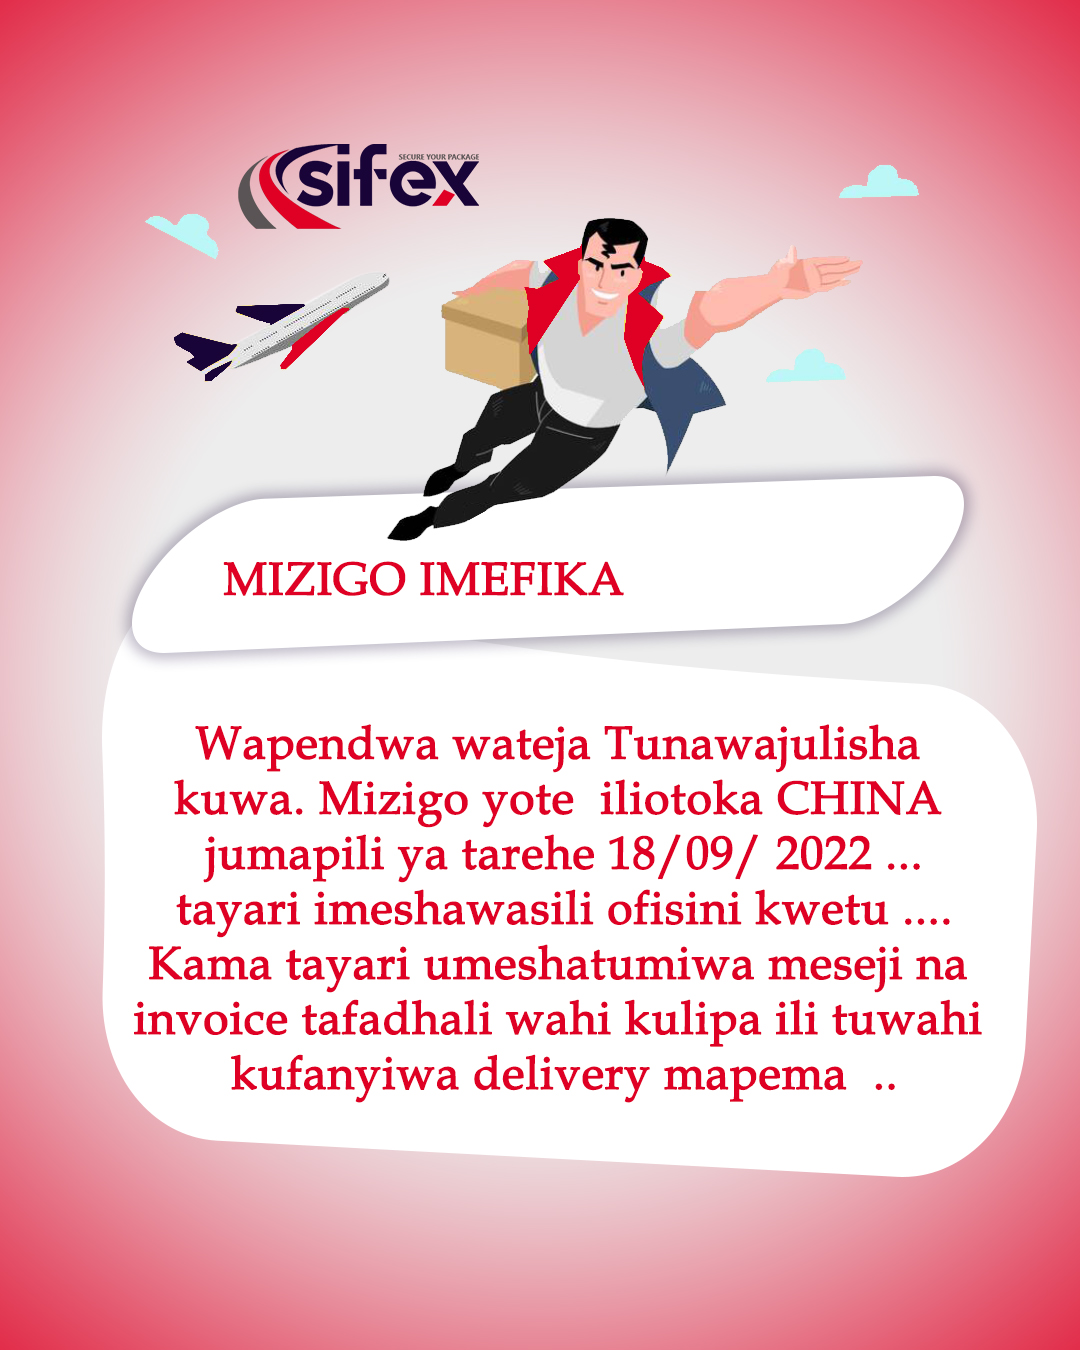 sifex
SECURE YOUR PACKAGE
MIZIGO IMEFIKA
Wapendwa wateja Tunawajulisha
kuwa. Mizigo yote iliotoka CHINA
jumapili ya tarehe 18/09/ 2022 ...
tayari imeshawasili ofisini kwetu ....
Kama tayari umeshatumiwa meseji na
invoice tafadhali wahi kulipa ili tuwahi
kufanyiwa delivery mapema ..